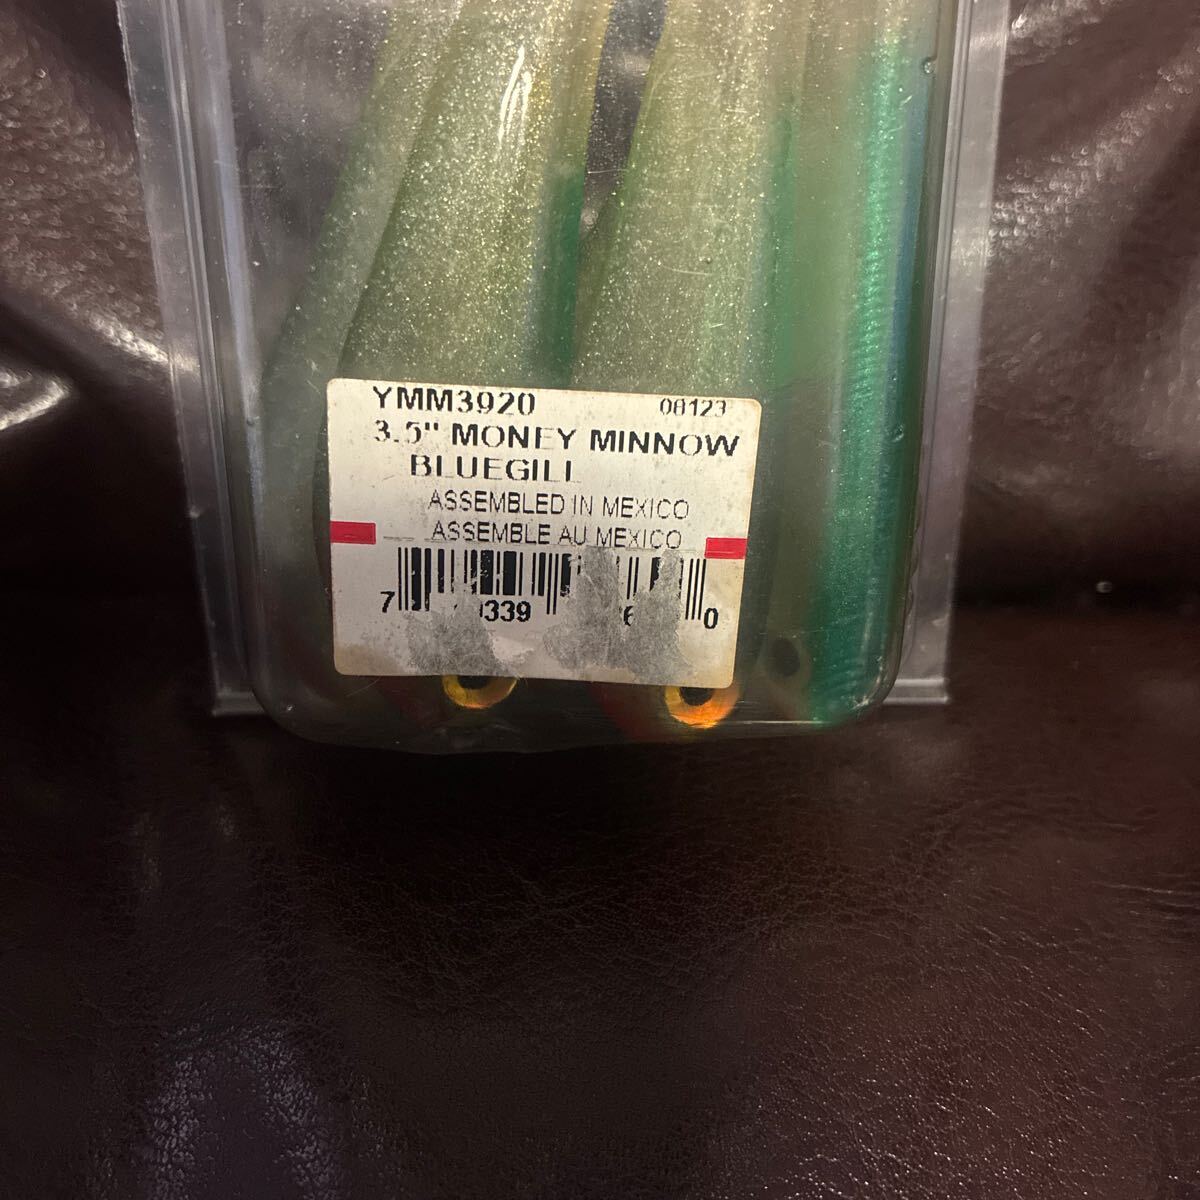 YMM3920 08123
3.5" MONEY MINNOW
BLUEGILL
ASSEMBLED IN MEXICO
ASSEMBLE AU MEXICO
7 339 6 0